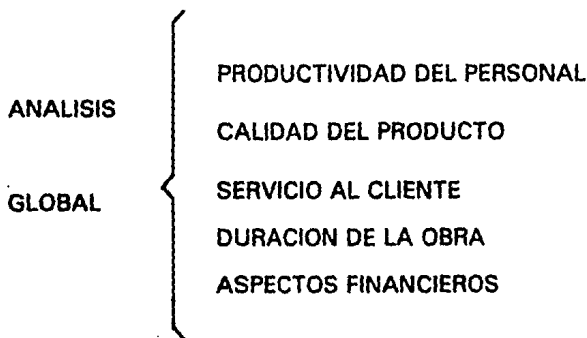 ANALISIS
GLOBAL
PRODUCTIVIDAD DEL PERSONAL
CALIDAD DEL PRODUCTO
SERVICIO AL CLIENTE
DURACION DE LA OBRA
ASPECTOS FINANCIEROS